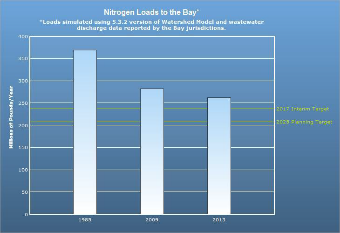 Nitrogen Loads to the Bay*
*Loads simulated using 5.3.2 version of Watershed Model and wastewater
discharge data reported by the Bay jurisdictions.
Millions of Pounds/Year
400
350
300
250
200
150
100
50
0
2017 Interim Target
2025 Planning Target
1985
2009
2013